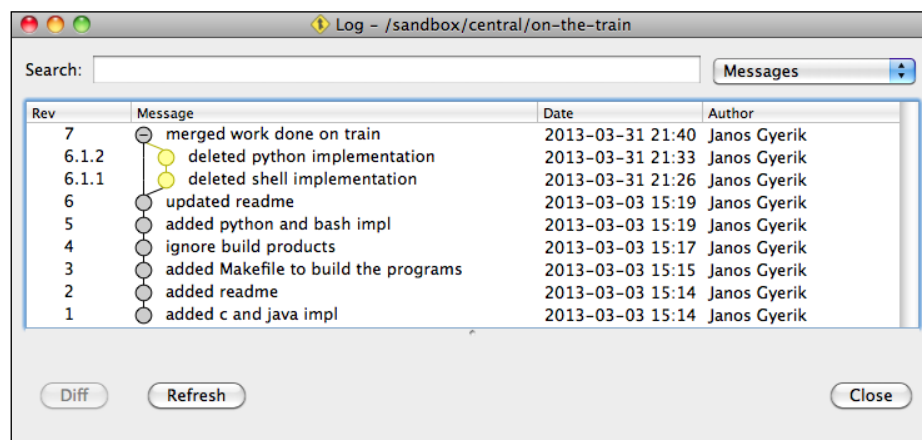 Log - /sandbox/central/on-the-train
Search: Messages
Rev Message Date Author
7 merged work done on train 2013-03-31 21:40 Janos Gyerik
6.1.2 deleted python implementation 2013-03-31 21:33 Janos Gyerik
6.1.1 deleted shell implementation 2013-03-31 21:26 Janos Gyerik
6 updated readme 2013-03-03 15:19 Janos Gyerik
5 added python and bash impl 2013-03-03 15:19 Janos Gyerik
4 ignore build products 2013-03-03 15:17 Janos Gyerik
3 added Makefile to build the programs 2013-03-03 15:15 Janos Gyerik
2 added readme 2013-03-03 15:14 Janos Gyerik
1 added c and java impl 2013-03-03 15:14 Janos Gyerik
Diff Refresh Close